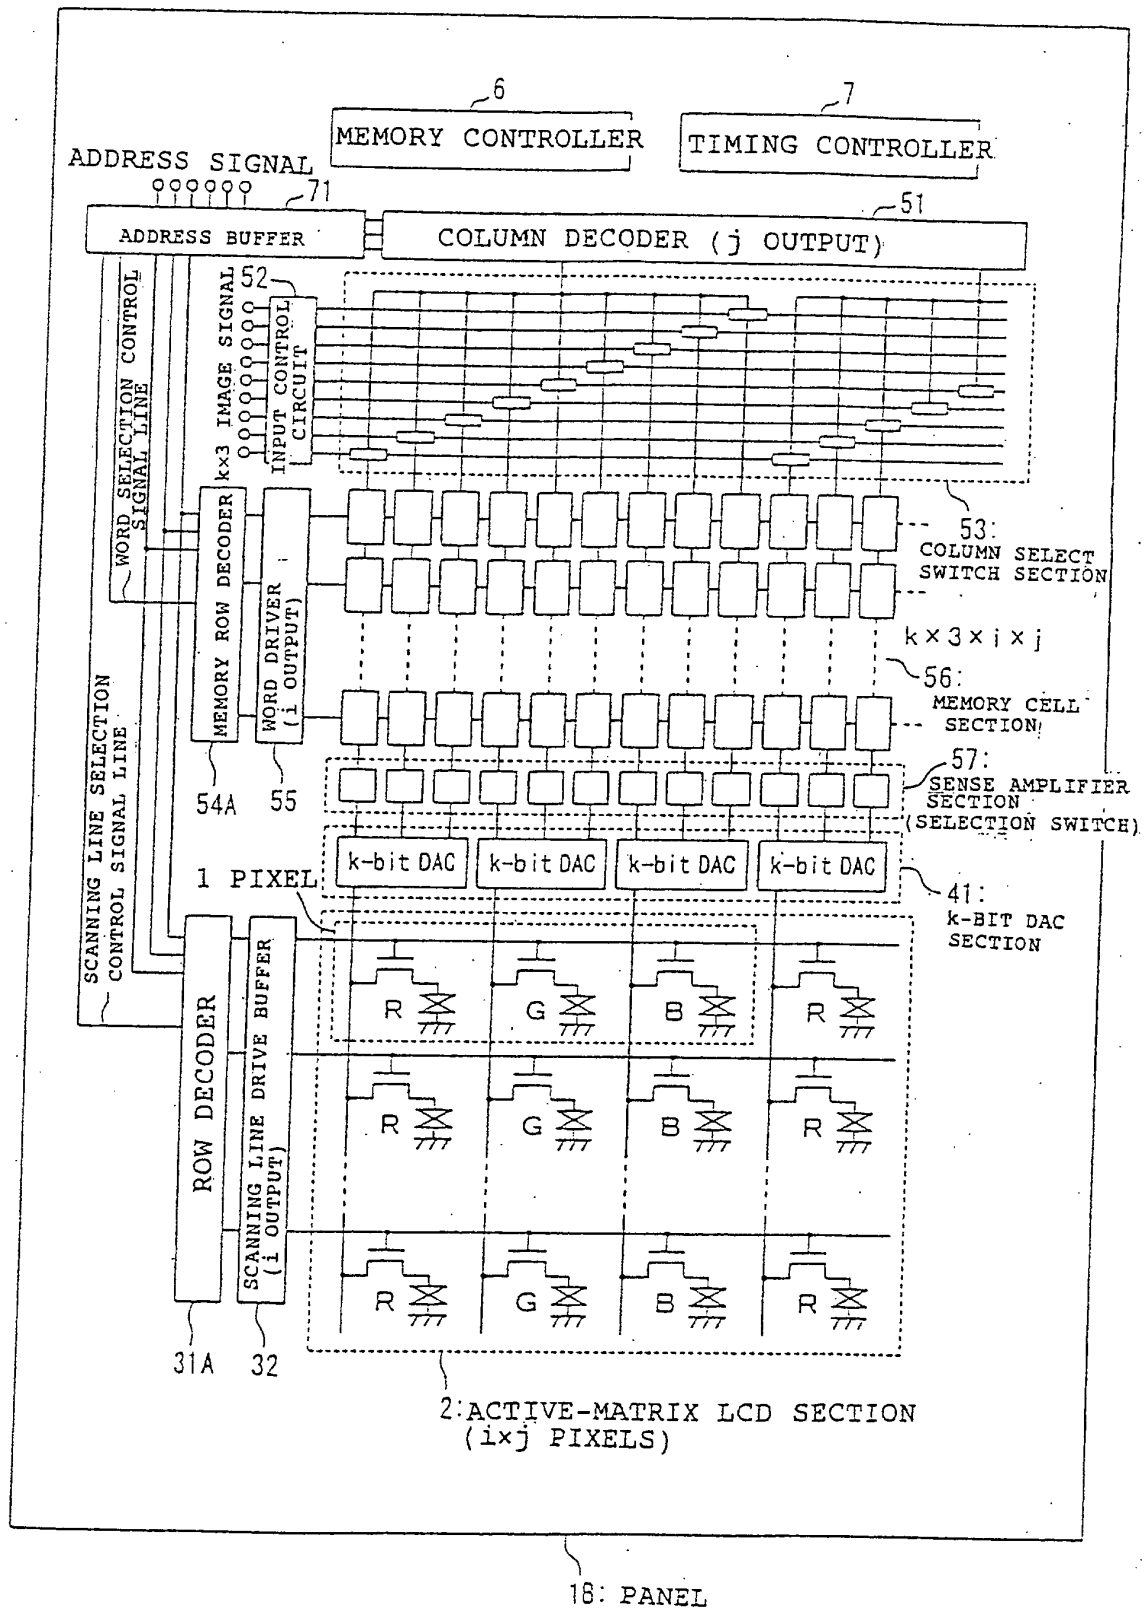 6
7
MEMORY CONTROLLER
TIMING CONTROLLER
ADDRESS SIGNAL
71
51
ADDRESS BUFFER
COLUMN DECODER (j OUTPUT)
WORD SELECTION CONTROL
SIGNAL LINE
k×3 IMAGE SIGNAL
52
INPUT CONTROL
CIRCUIT
53:
COLUMN SELECT
SWITCH SECTION
MEMORY ROW DECODER
WORD DRIVER
(i OUTPUT)
k×3×i×j
56:
MEMORY CELL
SECTION
54A
55
57:
SENSE AMPLIFIER
SECTION
(SELECTION SWITCH)
SCANNING LINE SELECTION
CONTROL SIGNAL LINE
k-bit DAC
k-bit DAC
k-bit DAC
k-bit DAC
41:
k-BIT DAC
SECTION
1 PIXEL
ROW DECODER
SCANNING LINE DRIVE BUFFER
(i OUTPUT)
R G B R
R G B R
R G B R
31A
32
2:ACTIVE-MATRIX LCD SECTION
(i×j PIXELS)
18: PANEL